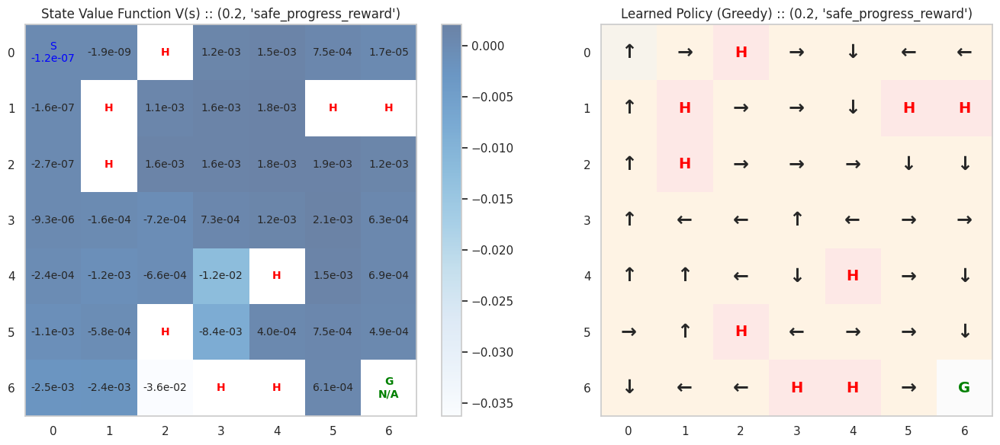 State Value Function V(s) :: (0.2, 'safe_progress_reward')
0 S -1.9e-09 H 1.2e-03 1.5e-03 7.5e-04 1.7e-05
-1.2e-07
1 -1.6e-07 H 1.1e-03 1.6e-03 1.8e-03 H H
2 -2.7e-07 H 1.6e-03 1.6e-03 1.8e-03 1.9e-03 1.2e-03
3 -9.3e-06 -1.6e-04 -7.2e-04 7.3e-04 1.2e-03 2.1e-03 6.3e-04
4 -2.4e-04 -1.2e-03 -6.6e-04 -1.2e-02 H 1.5e-03 6.9e-04
5 -1.1e-03 -5.8e-04 H -8.4e-03 4.0e-04 7.5e-04 4.9e-04
6 -2.5e-03 -2.4e-03 -3.6e-02 H H 6.1e-04 G
N/A
0 1 2 3 4 5 6
0.000
−0.005
−0.010
−0.015
−0.020
−0.025
−0.030
−0.035
Learned Policy (Greedy) :: (0.2, 'safe_progress_reward')
0 ↑ → H → ↓ ← ←
1 ↑ H → → ↓ H H
2 ↑ H → → → ↓ ↓
3 ↑ ← ← ↑ ← → →
4 ↑ ↑ ← ↓ H → ↓
5 → ↑ H ← → → ↓
6 ↓ ← ← H H → G
0 1 2 3 4 5 6